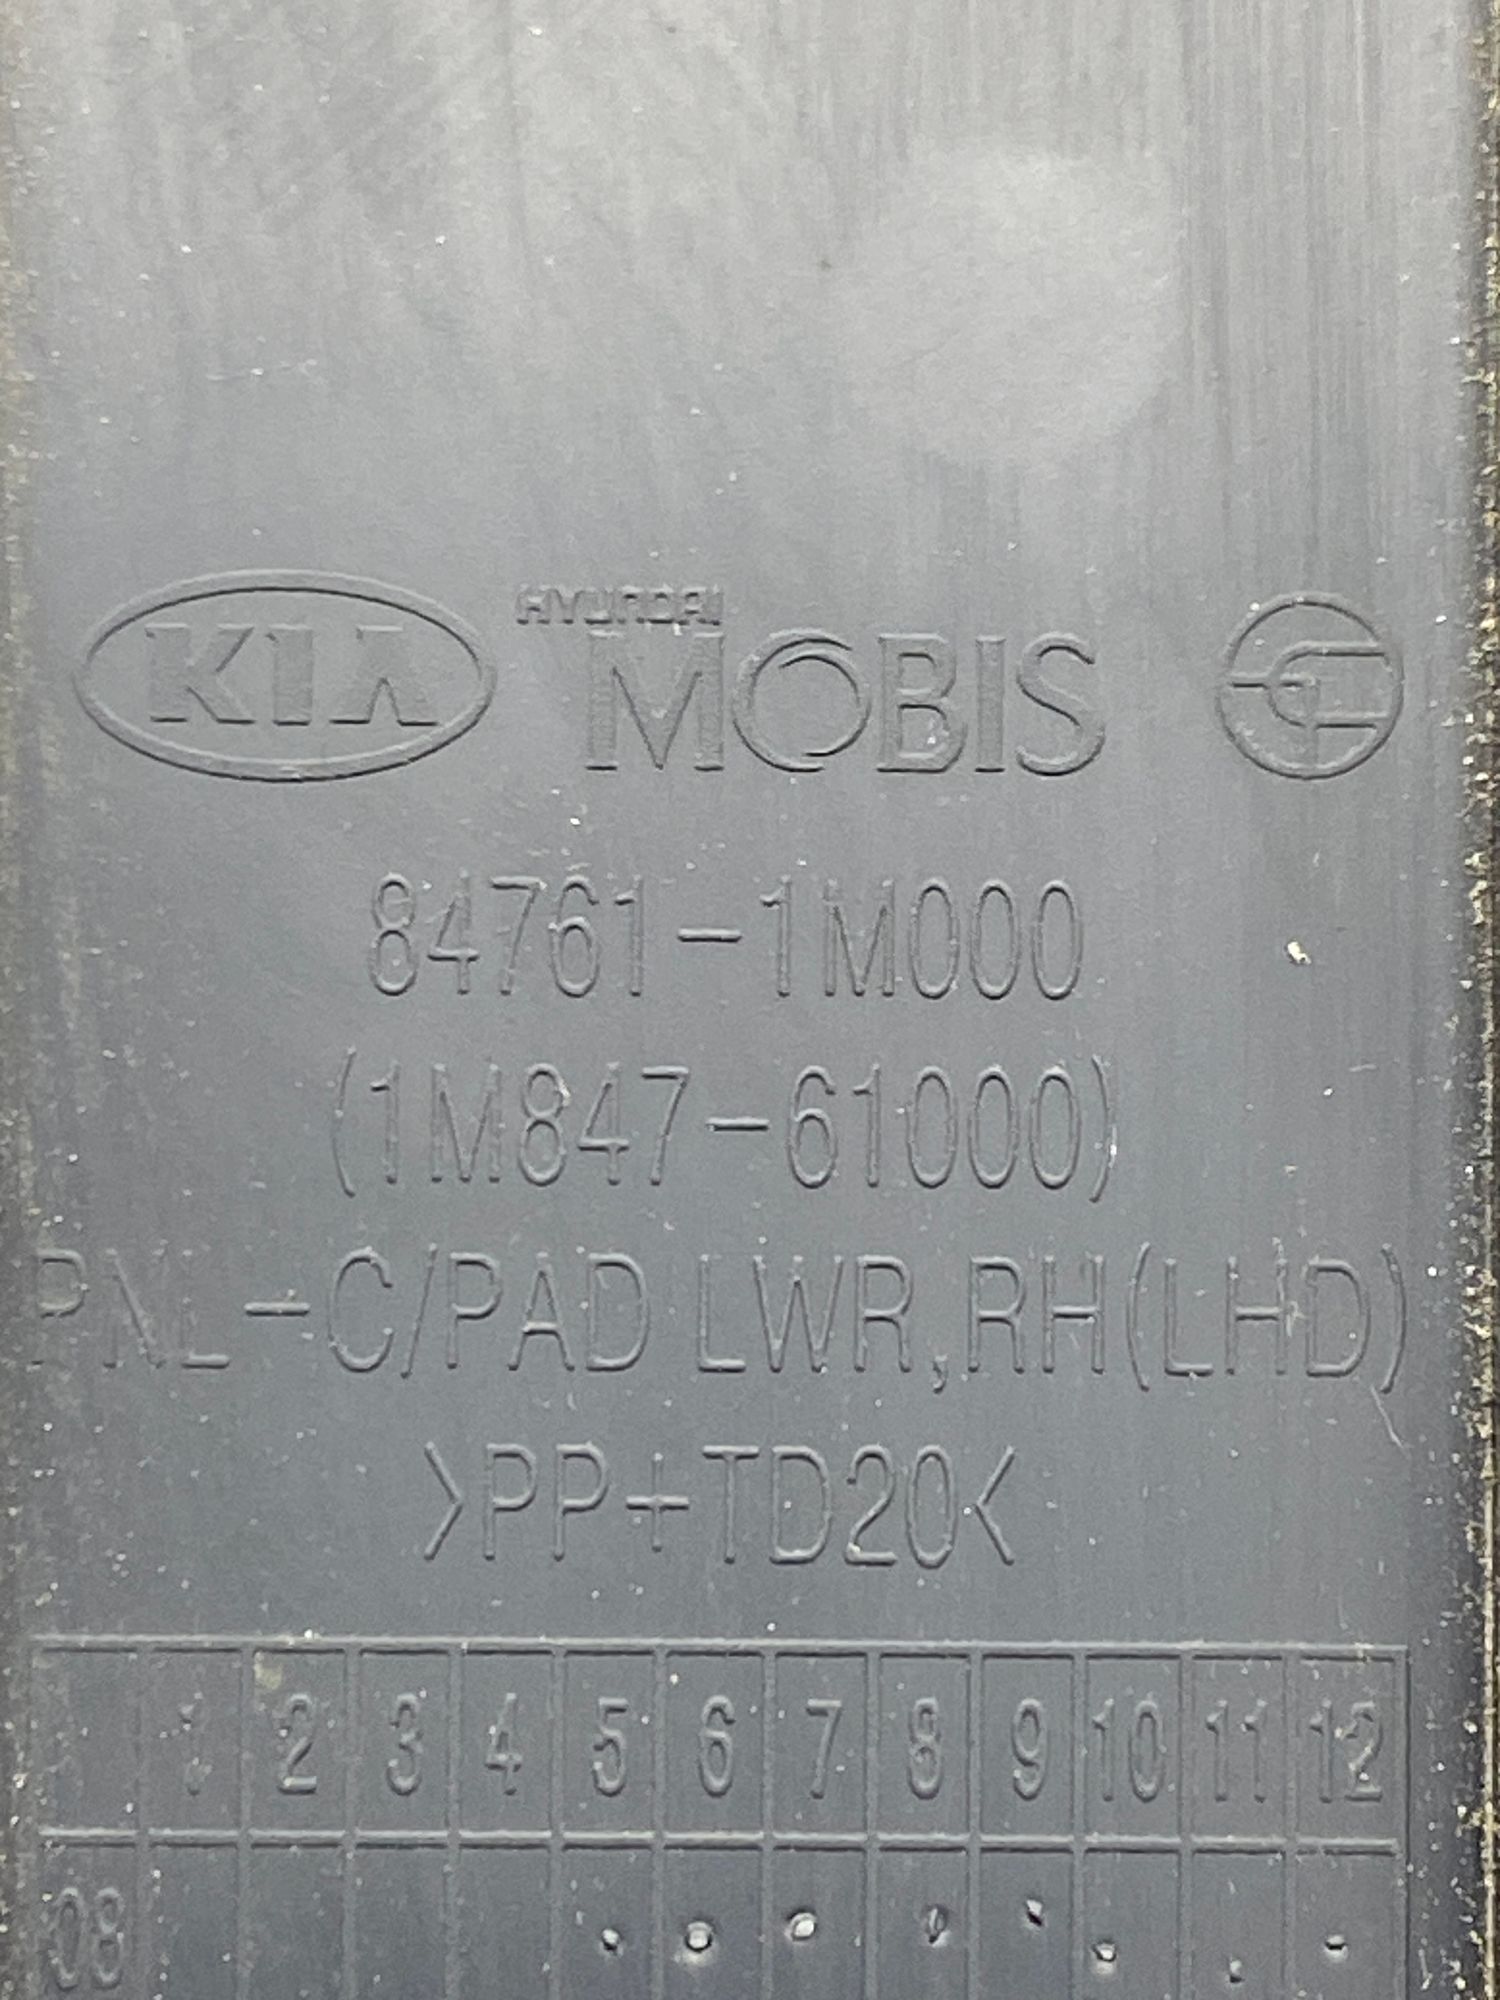 KIA HYUNDAI MOBIS
84761-1M000
(1M847-61000)
PNL-C/PAD LWR,RH(LHD)
>PP+TD20<
1 2 3 4 5 6 7 8 9 10 11 12
08